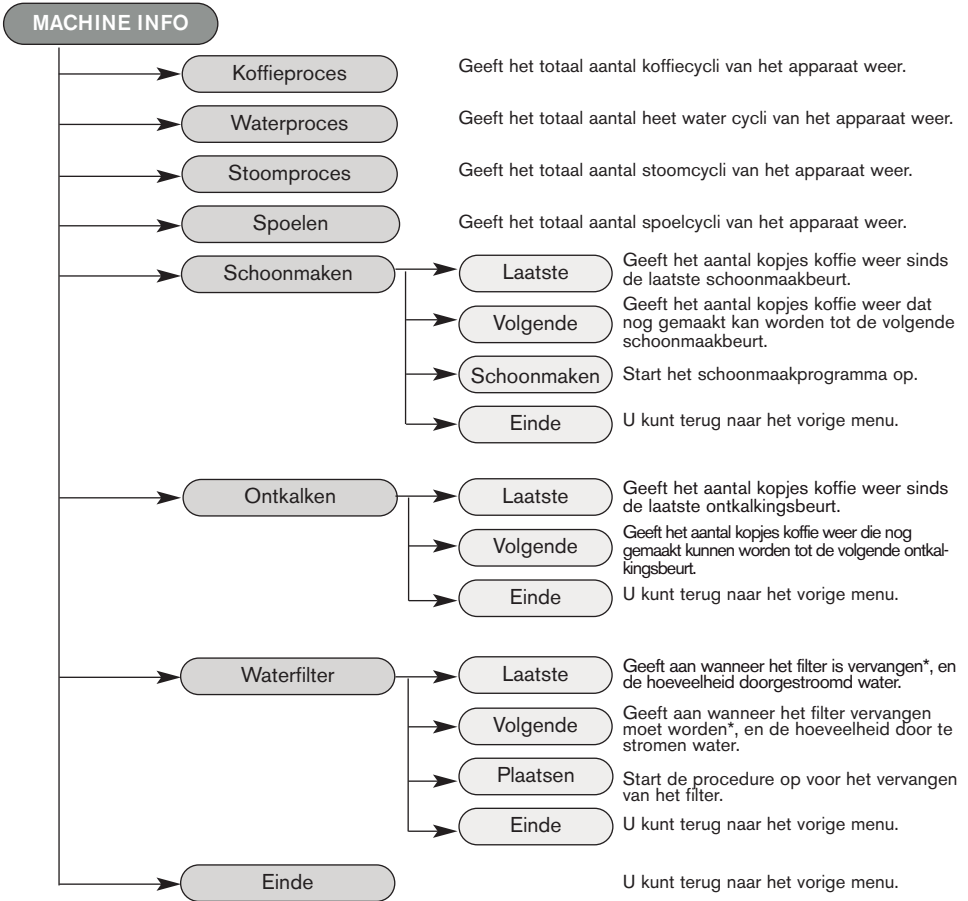 MACHINE INFO
Koffieproces
Geeft het totaal aantal koffiecycli van het apparaat weer.
Waterproces
Geeft het totaal aantal heet water cycli van het apparaat weer.
Stoomproces
Geeft het totaal aantal stoomcycli van het apparaat weer.
Spoelen
Geeft het totaal aantal spoelcycli van het apparaat weer.
Schoonmaken
Laatste
Geeft het aantal kopjes koffie weer sinds
de laatste schoonmaakbeurt.
Volgende
Geeft het aantal kopjes koffie weer dat
nog gemaakt kan worden tot de volgende
schoonmaakbeurt.
Schoonmaken
Start het schoonmaakprogramma op.
Einde
U kunt terug naar het vorige menu.
Ontkalken
Laatste
Geeft het aantal kopjes koffie weer sinds
de laatste ontkalkingsbeurt.
Volgende
Geeft het aantal kopjes koffie weer die nog
gemaakt kunnen worden tot de volgende ontkal-
kingsbeurt.
Einde
U kunt terug naar het vorige menu.
Waterfilter
Laatste
Geeft aan wanneer het filter is vervangen*, en
de hoeveelheid doorgestroomd water.
Volgende
Geeft aan wanneer het filter vervangen
moet worden*, en de hoeveelheid door te
stromen water.
Plaatsen
Start de procedure op voor het vervangen
van het filter.
Einde
U kunt terug naar het vorige menu.
Einde
U kunt terug naar het vorige menu.